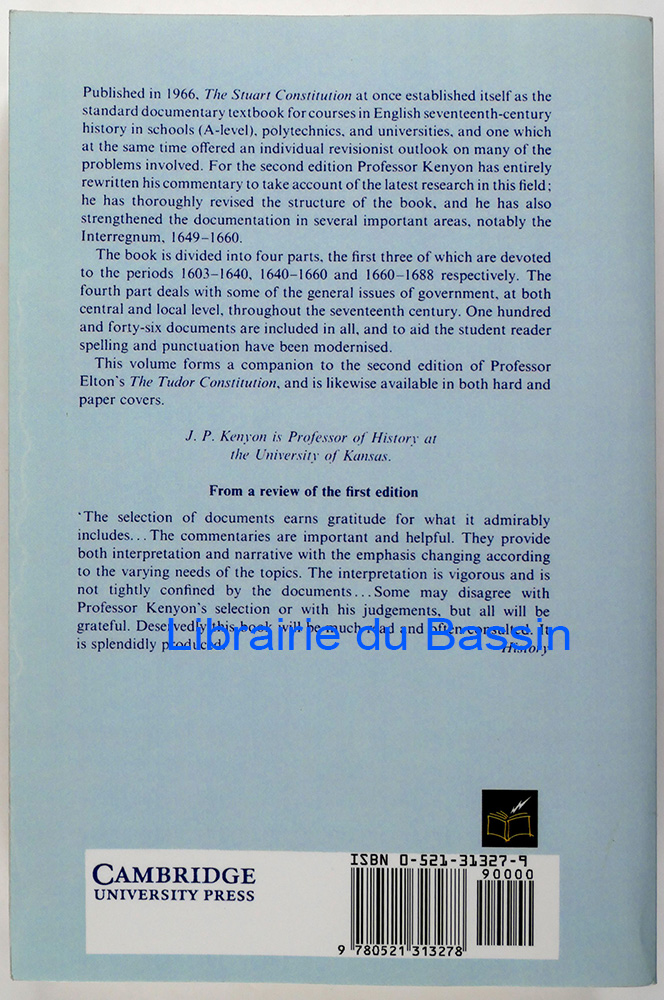 Published in 1966, The Stuart Constitution at once established itself as the
standard documentary textbook for courses in English seventeenth-century
history in schools (A-level), polytechnics, and universities, and one which
at the same time offered an individual revisionist outlook on many of the
problems involved. For the second edition Professor Kenyon has entirely
rewritten his commentary to take account of the latest research in this field;
he has thoroughly revised the structure of the book, and he has also
strengthened the documentation in several important areas, notably the
Interregnum, 1649–1660.
The book is divided into four parts, the first three of which are devoted
to the periods 1603–1640, 1640–1660 and 1660–1688 respectively. The
fourth part deals with some of the general issues of government, at both
central and local level, throughout the seventeenth century. One hundred
and forty-six documents are included in all, and to aid the student reader
spelling and punctuation have been modernised.
This volume forms a companion to the second edition of Professor
Elton's The Tudor Constitution, and is likewise available in both hard and
paper covers.
J. P. Kenyon is Professor of History at
the University of Kansas.
From a review of the first edition
'The selection of documents earns gratitude for what it admirably
includes...The commentaries are important and helpful. They provide
both interpretation and narrative with the emphasis changing according
to the varying needs of the topics. The interpretation is vigorous and is
not tightly confined by the documents...Some may disagree with
Professor Kenyon's selection or with his judgements, but all will be
grateful. Deservedly this book will be much read and often consulted. It
is splendidly produced. History
Librairie du Bassin
ISBN 0-521-31327-9
90000
CAMBRIDGE
UNIVERSITY PRESS
9 780521 313278